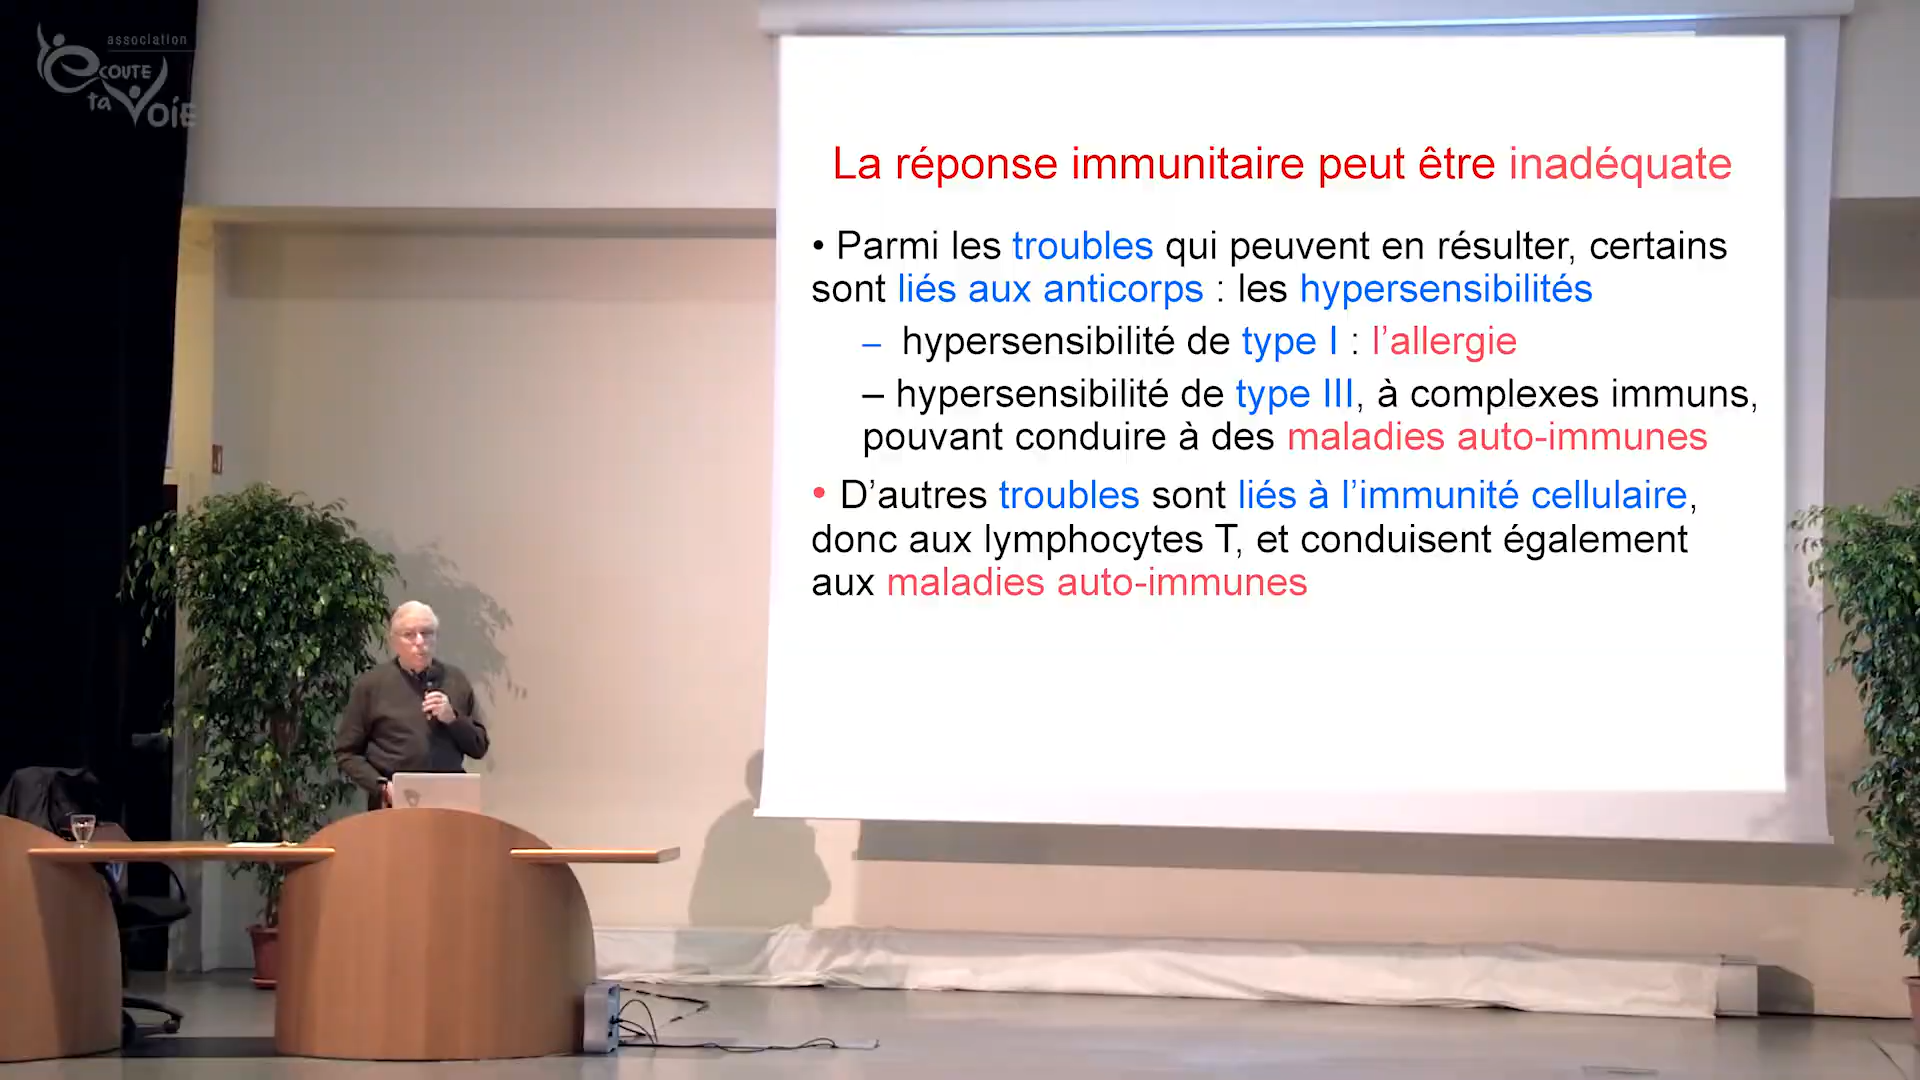 association
écoute
ta voie
La réponse immunitaire peut être inadéquate
• Parmi les troubles qui peuvent en résulter, certains
sont liés aux anticorps : les hypersensibilités
– hypersensibilité de type I : l’allergie
– hypersensibilité de type III, à complexes immuns,
pouvant conduire à des maladies auto-immunes
• D’autres troubles sont liés à l’immunité cellulaire,
donc aux lymphocytes T, et conduisent également
aux maladies auto-immunes